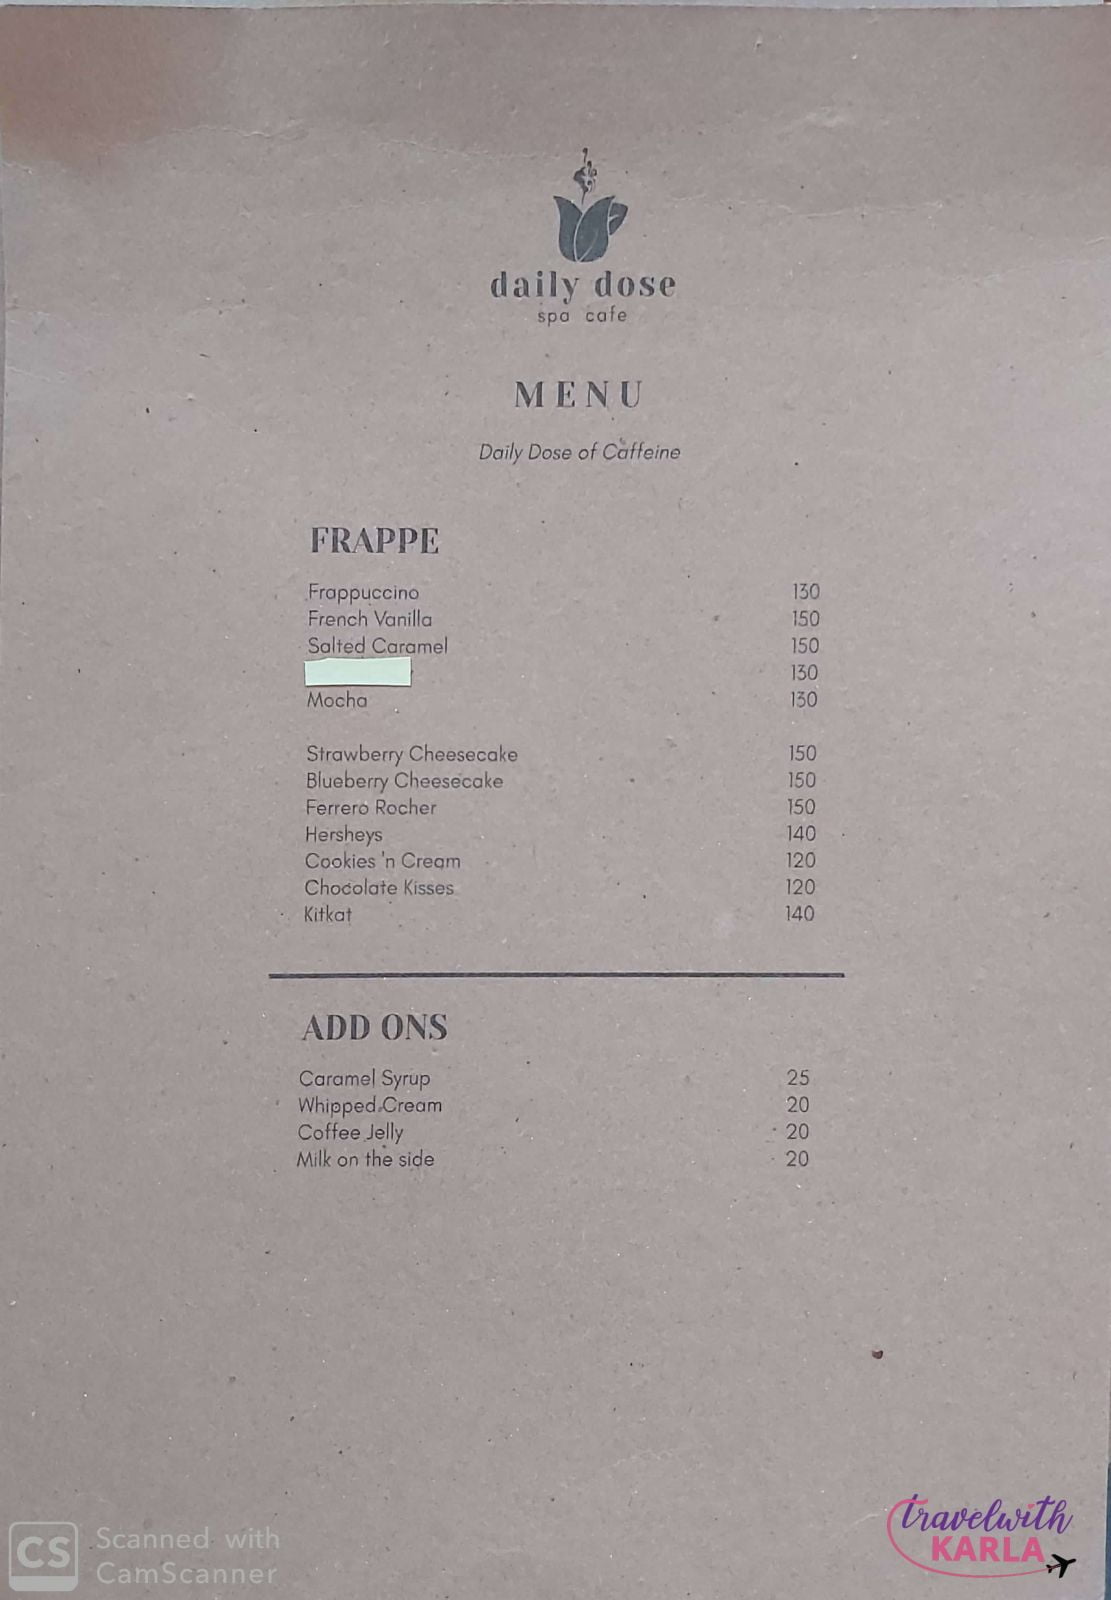 daily dose
spa cafe
MENU
Daily Dose of Caffeine
FRAPPE
Frappuccino 130
French Vanilla 150
Salted Caramel 150
130
Mocha 130
Strawberry Cheesecake 150
Blueberry Cheesecake 150
Ferrero Rocher 150
Hersheys 140
Cookies 'n Cream 120
Chocolate Kisses 120
Kitkat 140
ADD ONS
Caramel Syrup 25
Whipped Cream 20
Coffee Jelly 20
Milk on the side 20
CS Scanned with
CamScanner
travelwith
KARLA